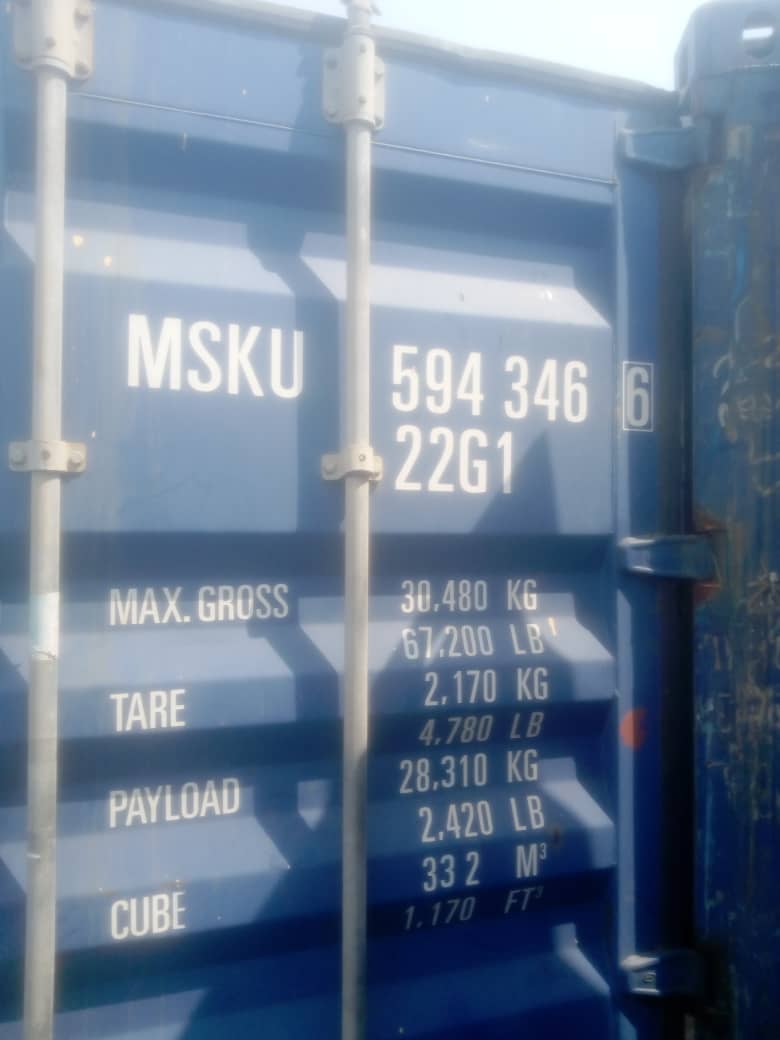 MSKU 594 346 6
22G1
MAX. GROSS 30.480 KG
67.200 LB
TARE 2.170 KG
4.780 LB
PAYLOAD 28.310 KG
2.420 LB
CUBE 33 2 M³
1.170 FT³